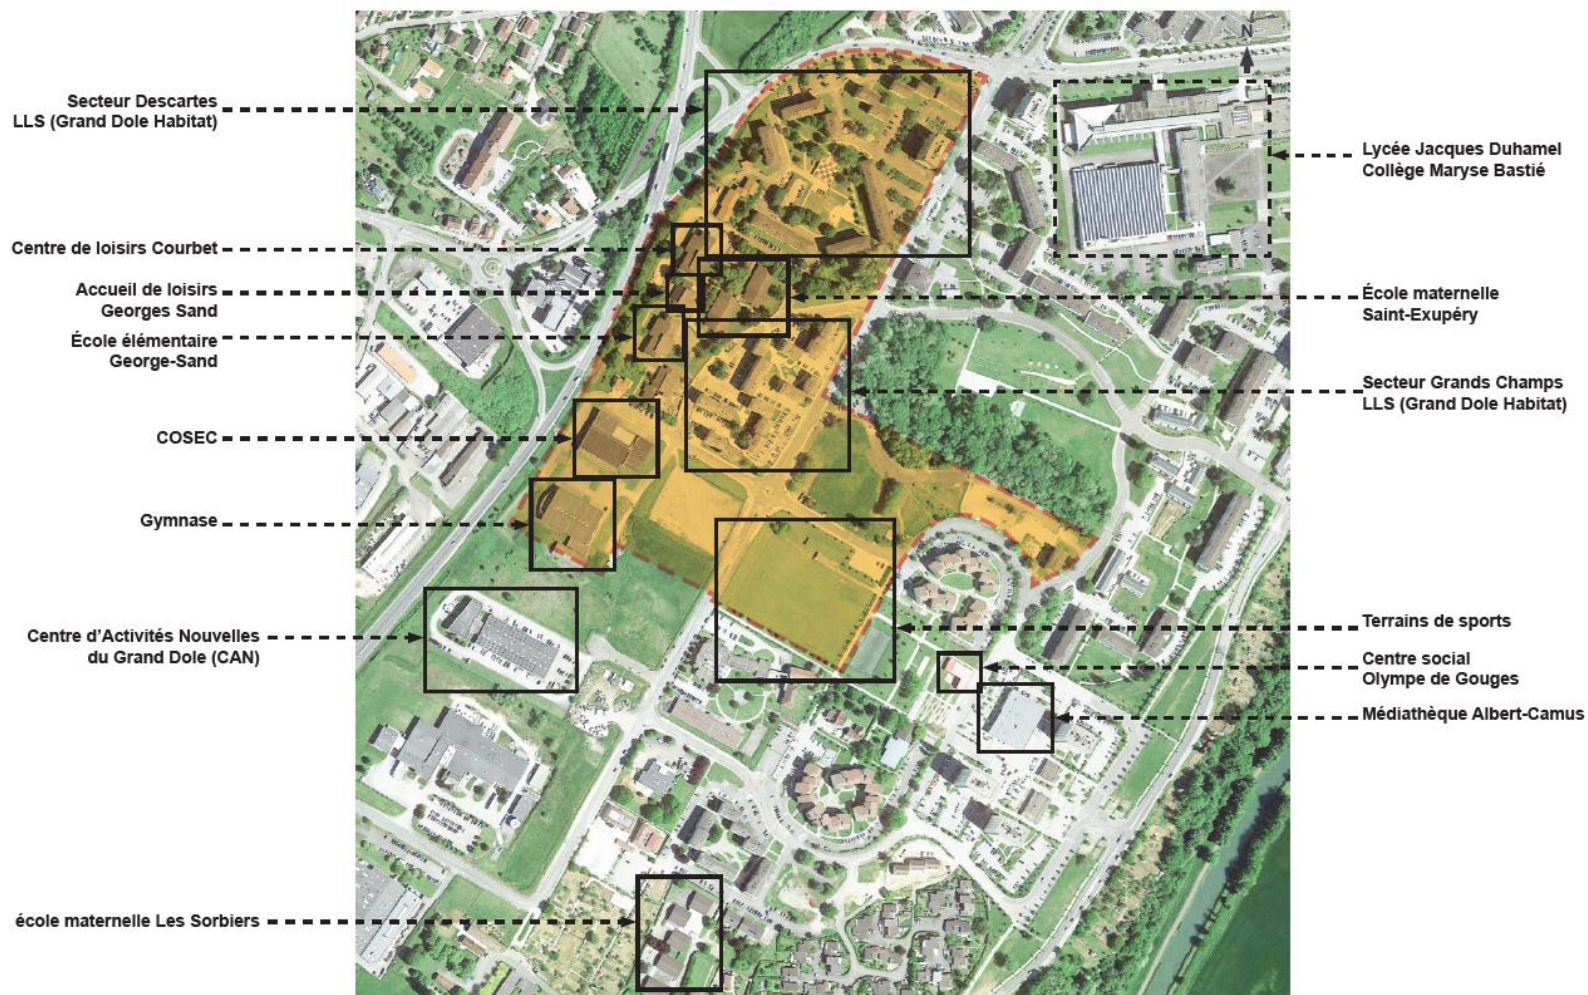 N
Secteur Descartes
LLS (Grand Dole Habitat)
Centre de loisirs Courbet
Accueil de loisirs
Georges Sand
École élémentaire
George-Sand
COSEC
Gymnase
Centre d'Activités Nouvelles
du Grand Dole (CAN)
école maternelle Les Sorbiers
Lycée Jacques Duhamel
Collège Maryse Bastié
École maternelle
Saint-Exupéry
Secteur Grands Champs
LLS (Grand Dole Habitat)
Terrains de sports
Centre social
Olympe de Gouges
Médiathèque Albert-Camus